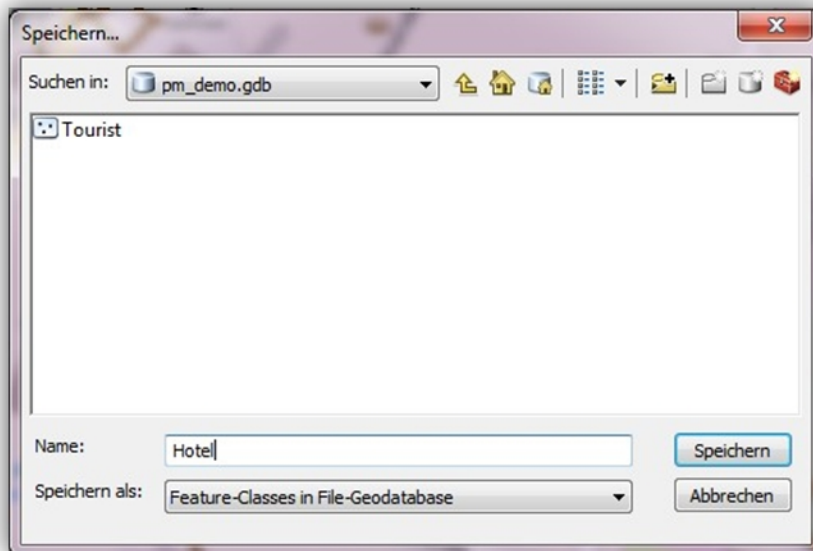 Speichern...
Suchen in: pm_demo.gdb
Tourist
Name: Hotel Speichern
Speichern als: Feature-Classes in File-Geodatabase Abbrechen